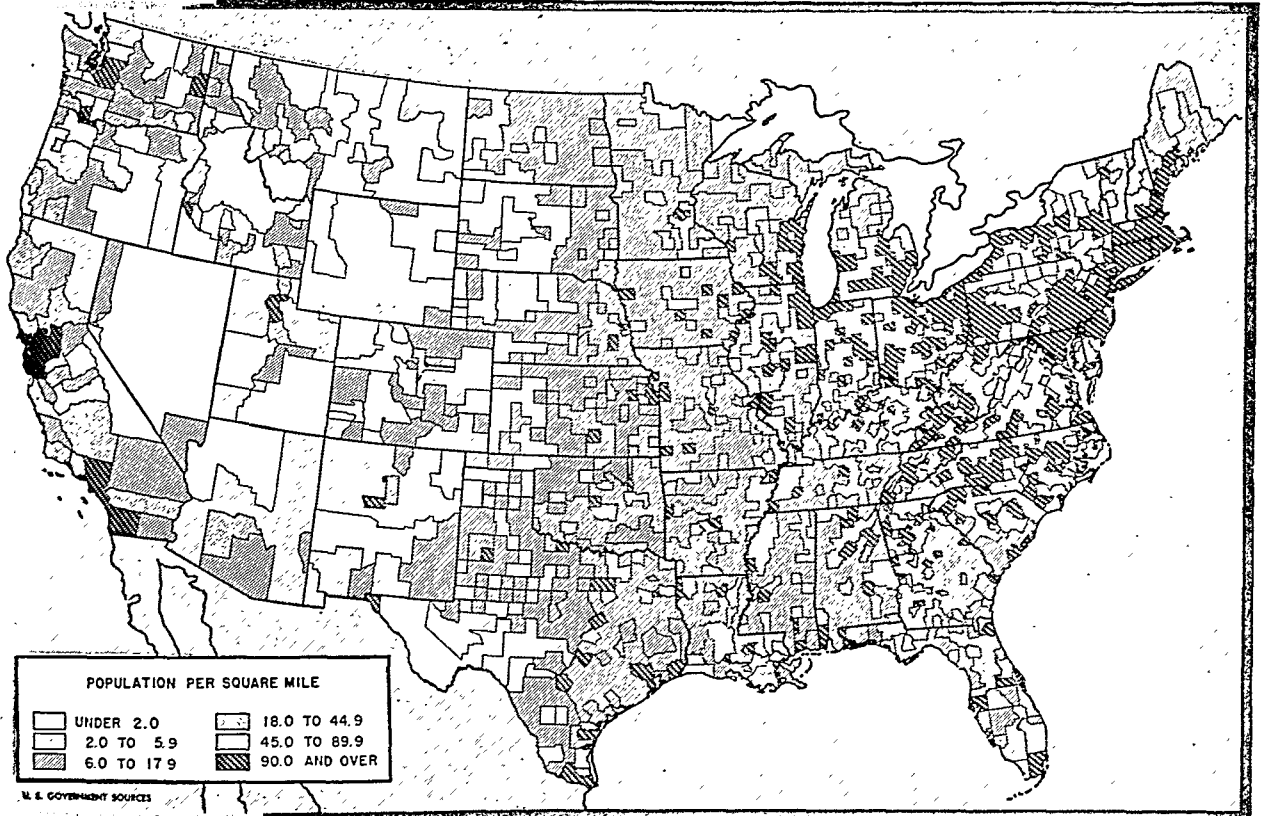 POPULATION PER SQUARE MILE
UNDER 2.0
2.0 TO 5.9
6.0 TO 17 9
18.0 TO 44.9
45.0 TO 89.9
90.0 AND OVER
U. S. GOVERNMENT SOURCES